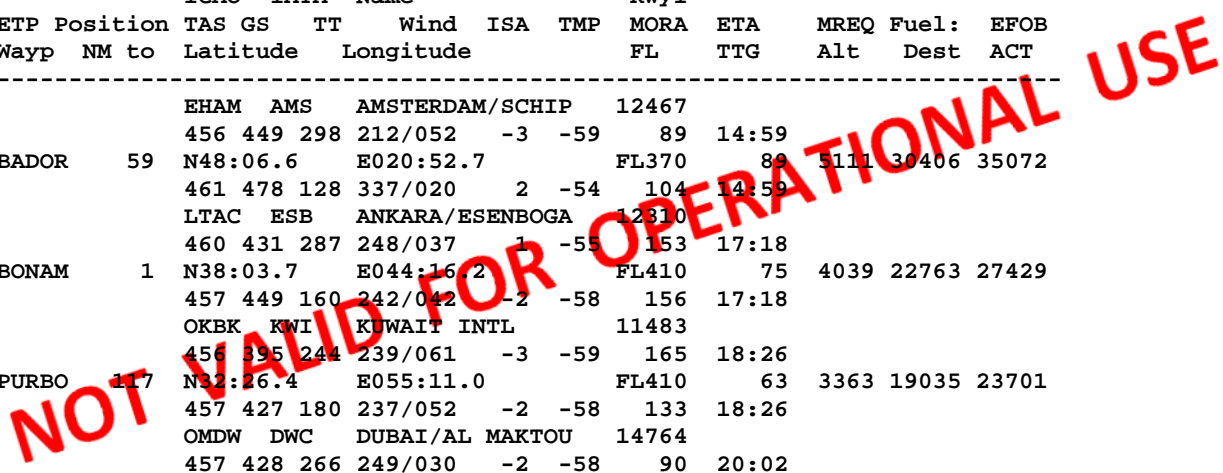 ETP Position TAS GS TT Wind ISA TMP MORA ETA MREQ Fuel: EFOB
Wayp NM to Latitude Longitude FL TTG Alt Dest ACT
--------------------------------------------------------------------------
EHAM AMS AMSTERDAM/SCHIP 12467
456 449 298 212/052 -3 -59 89 14:59
BADOR 59 N48:06.6 E020:52.7 FL370 89 5111 30406 35072
461 478 128 337/020 2 -54 104 14:59
LTAC ESB ANKARA/ESENBOGA 12310
460 431 287 248/037 1 -55 153 17:18
BONAM 1 N38:03.7 E044:16.2 FL410 75 4039 22763 27429
457 449 160 242/042 -2 -58 156 17:18
OKBK KWI KUWAIT INTL 11483
456 395 244 239/061 -3 -59 165 18:26
PURBO 117 N32:26.4 E055:11.0 FL410 63 3363 19035 23701
457 427 180 237/052 -2 -58 133 18:26
OMDW DWC DUBAI/AL MAKTOU 14764
457 428 266 249/030 -2 -58 90 20:02
NOT VALID FOR OPERATIONAL USE